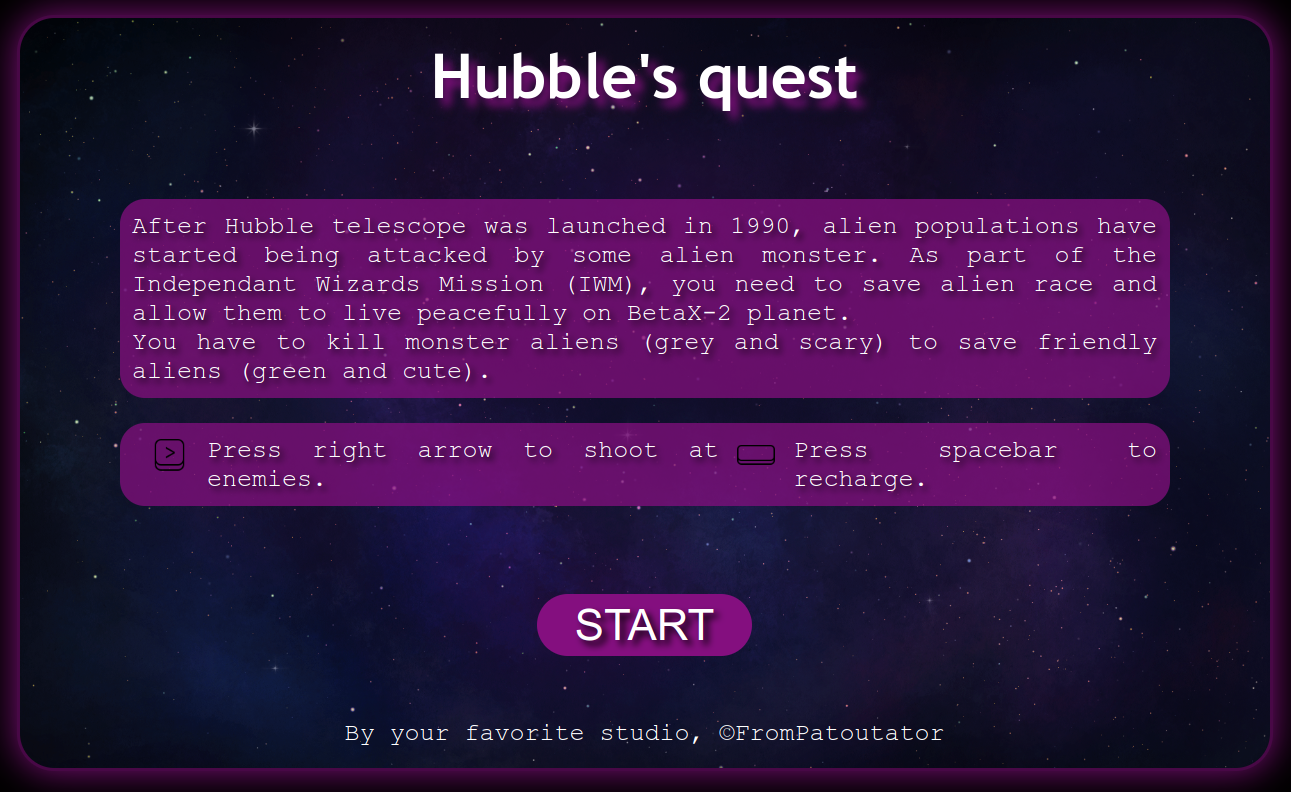 Hubble's quest
After Hubble telescope was launched in 1990, alien populations have
started being attacked by some alien monster. As part of the
Independant Wizards Mission (IWM), you need to save alien race and
allow them to live peacefully on BetaX-2 planet.
You have to kill monster aliens (grey and scary) to save friendly
aliens (green and cute).
> Press right arrow to shoot at
enemies.
Press spacebar to
recharge.
START
By your favorite studio, ©FromPatoutator